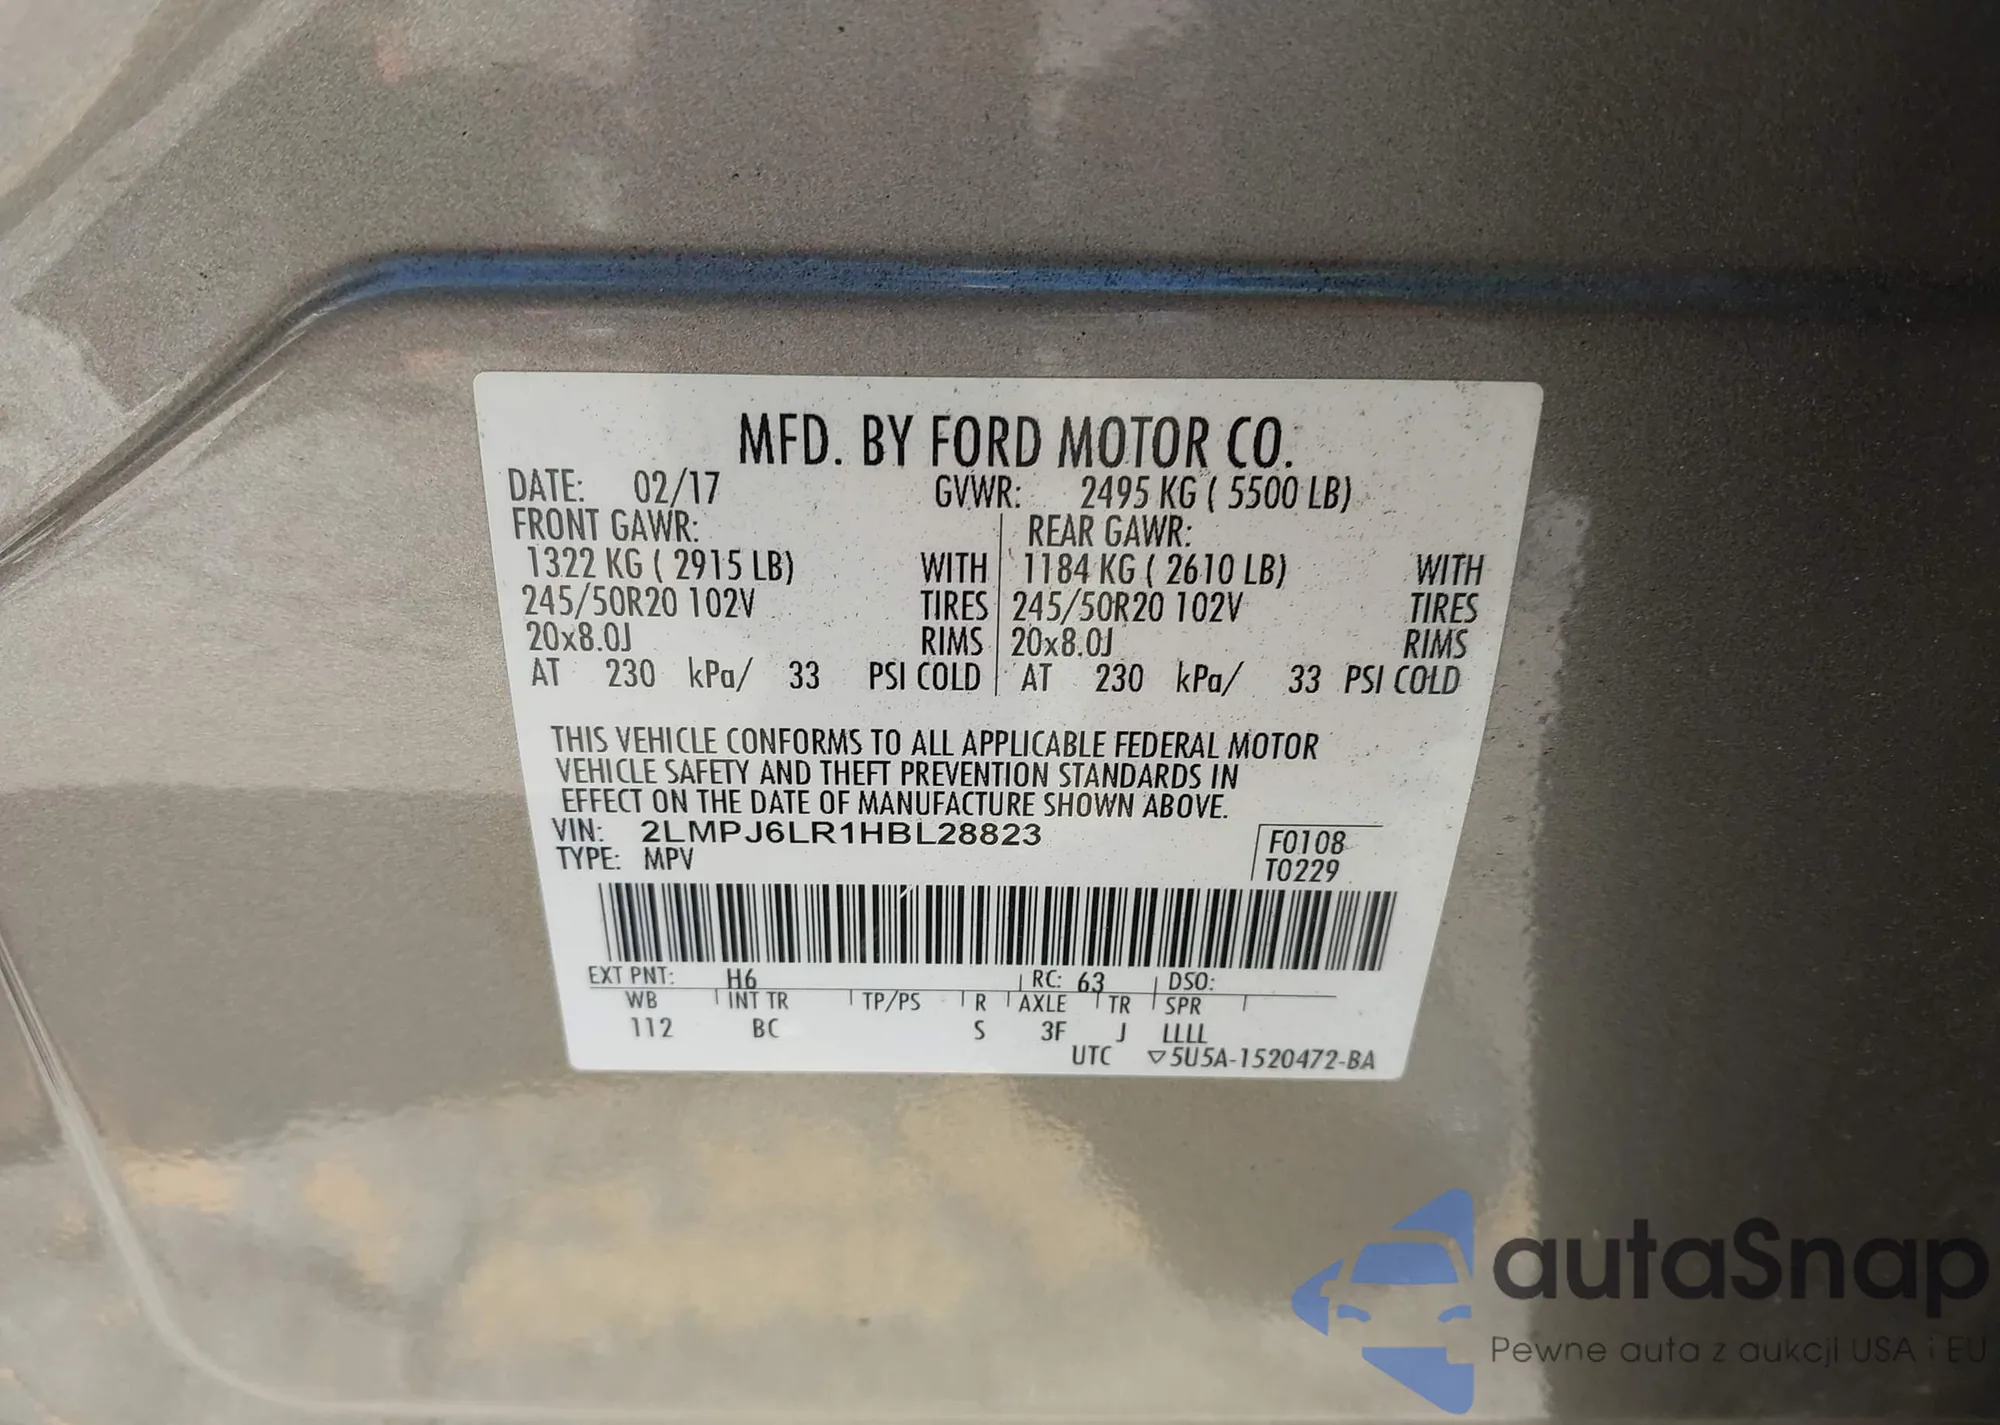 MFD. BY FORD MOTOR CO.
DATE: 02/17 GVWR: 2495 KG ( 5500 LB)
FRONT GAWR: REAR GAWR:
1322 KG ( 2915 LB) WITH 1184 KG ( 2610 LB) WITH
245/50R20 102V TIRES 245/50R20 102V TIRES
20x8.0J RIMS 20x8.0J RIMS
AT 230 kPa/ 33 PSI COLD AT 230 kPa/ 33 PSI COLD
THIS VEHICLE CONFORMS TO ALL APPLICABLE FEDERAL MOTOR
VEHICLE SAFETY AND THEFT PREVENTION STANDARDS IN
EFFECT ON THE DATE OF MANUFACTURE SHOWN ABOVE.
VIN: 2LMPJ6LR1HBL28823 F0108
TYPE: MPV T0229
EXT PNT: H6 RC: 63 DSO:
WB INT TR TP/PS R AXLE TR SPR
112 BC S 3F J LLLL
UTC ▽5U5A-1520472-BA
autaSnap
Pewne auta z aukcji USA i EU